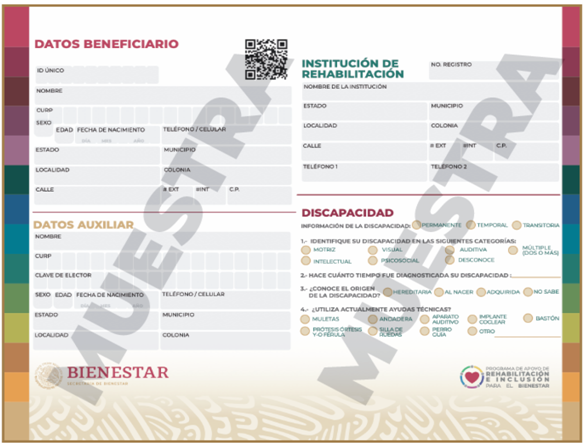 DATOS BENEFICIARIO
ID ÚNICO
NOMBRE
CURP
SEXO
EDAD FECHA DE NACIMIENTO TELÉFONO / CELULAR
DÍA MES AÑO
ESTADO MUNICIPIO
LOCALIDAD COLONIA
CALLE # EXT #INT C.P.
DATOS AUXILIAR
NOMBRE
CURP
CLAVE DE ELECTOR
SEXO EDAD FECHA DE NACIMIENTO TELÉFONO / CELULAR
DÍA MES AÑO
ESTADO MUNICIPIO
LOCALIDAD COLONIA
BIENESTAR
SECRETARÍA DE BIENESTAR
MUESTRA
INSTITUCIÓN DE
REHABILITACIÓN
NO. REGISTRO
NOMBRE DE LA INSTITUCIÓN
ESTADO MUNICIPIO
LOCALIDAD COLONIA
CALLE # EXT #INT C.P.
TELÉFONO 1 TELÉFONO 2
DISCAPACIDAD
INFORMACIÓN DE LA DISCAPACIDAD: PERMANENTE TEMPORAL TRANSITORIA
1.- IDENTIFIQUE SU DISCAPACIDAD EN LAS SIGUIENTES CATEGORÍAS:
MOTRIZ VISUAL AUDITIVA MÚLTIPLE
(DOS O MÁS)
INTELECTUAL PSICOSOCIAL DESCONOCE
2.- HACE CUÁNTO TIEMPO FUE DIAGNOSTICADA SU DISCAPACIDAD:
3.- ¿CONOCE EL ORIGEN
DE LA DISCAPACIDAD? HEREDITARIA AL NACER ADQUIRIDA NO SABE
4.- ¿UTILIZA ACTUALMENTE AYUDAS TÉCNICAS?
MULETAS ANDADERA APARATO
AUDITIVO IMPLANTE
COCLEAR BASTÓN
PRÓTESIS ÓRTESIS
Y O FÉRULA SILLA DE
RUEDAS PERRO
GUÍA OTRO
PROGRAMA DE APOYO DE
REHABILITACIÓN
E INCLUSIÓN
PARA EL BIENESTAR
MUESTRA